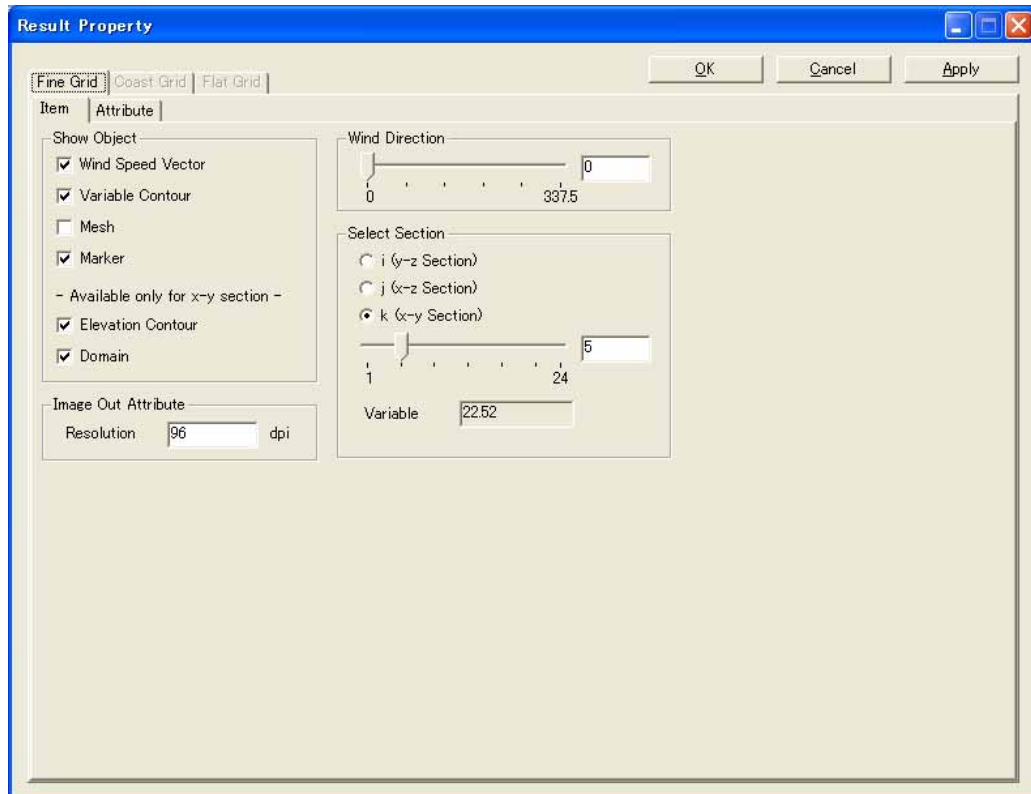 Result Property
OK Cancel Apply
Fine Grid Coast Grid Flat Grid
Item Attribute
Show Object
Wind Speed Vector
Variable Contour
Mesh
Marker
- Available only for x-y section -
Elevation Contour
Domain
Image Out Attribute
Resolution 96 dpi
Wind Direction
0
0 337.5
Select Section
i (y-z Section)
j (x-z Section)
k (x-y Section)
5
1 24
Variable 22.52